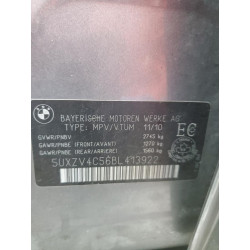 BAYERISCHE MOTOREN WERKE AG
TYPE: MPV/VTUM 11/10
GVWR/PNBV 2745 kg
GAWR/PNBE (FRONT/AVANT) 1270 kg
GAWR/PNBE (REAR/ARRIERE) 1560 kg
EC
5UXZV4C56BL413922